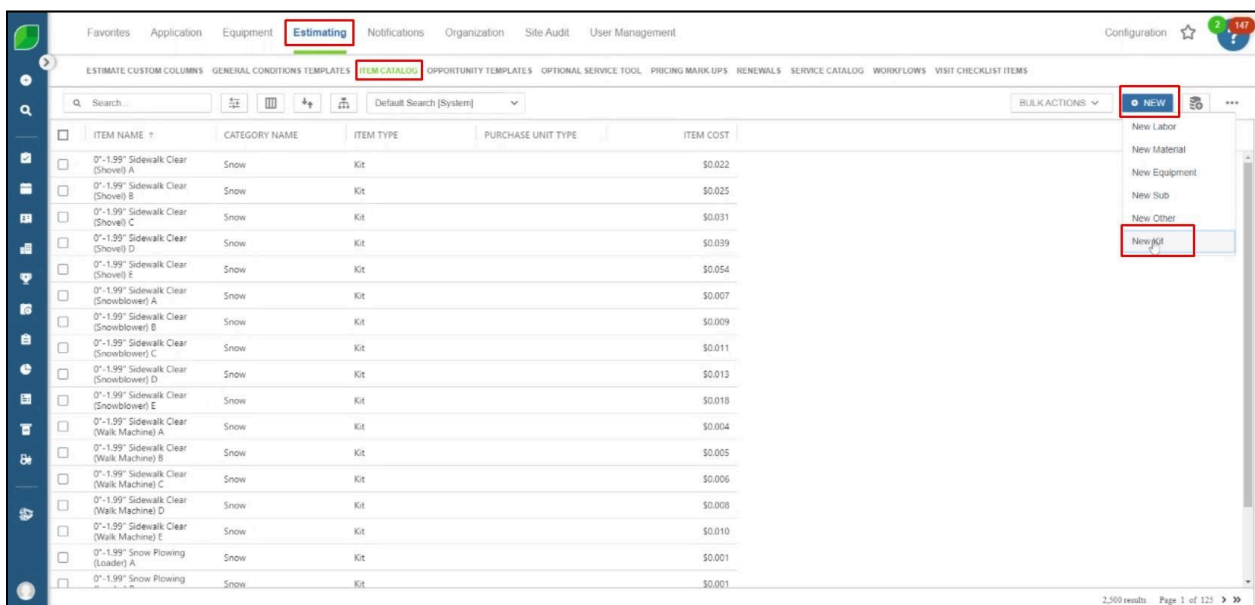 Favorites Application Equipment Estimating Notifications Organization Site Audit User Management Configuration 2 147 ?
ESTIMATE CUSTOM COLUMNS GENERAL CONDITIONS TEMPLATES ITEM CATALOG OPPORTUNITY TEMPLATES OPTIONAL SERVICE TOOL PRICING MARK-UPS RENEWALS SERVICE CATALOG WORKFLOWS VISIT CHECKLIST ITEMS
Search... Default Search [System] BULK ACTIONS NEW
ITEM NAME ↑ CATEGORY NAME ITEM TYPE PURCHASE UNIT TYPE ITEM COST
New Labor
New Material
New Equipment
New Sub
New Other
New Kit
0"-1.99" Sidewalk Clear
(Shovel) A Snow Kit $0.022
0"-1.99" Sidewalk Clear
(Shovel) B Snow Kit $0.025
0"-1.99" Sidewalk Clear
(Shovel) C Snow Kit $0.031
0"-1.99" Sidewalk Clear
(Shovel) D Snow Kit $0.039
0"-1.99" Sidewalk Clear
(Shovel) E Snow Kit $0.054
0"-1.99" Sidewalk Clear
(Snowblower) A Snow Kit $0.007
0"-1.99" Sidewalk Clear
(Snowblower) B Snow Kit $0.009
0"-1.99" Sidewalk Clear
(Snowblower) C Snow Kit $0.011
0"-1.99" Sidewalk Clear
(Snowblower) D Snow Kit $0.013
0"-1.99" Sidewalk Clear
(Snowblower) E Snow Kit $0.018
0"-1.99" Sidewalk Clear
(Walk Machine) A Snow Kit $0.004
0"-1.99" Sidewalk Clear
(Walk Machine) B Snow Kit $0.005
0"-1.99" Sidewalk Clear
(Walk Machine) C Snow Kit $0.006
0"-1.99" Sidewalk Clear
(Walk Machine) D Snow Kit $0.008
0"-1.99" Sidewalk Clear
(Walk Machine) E Snow Kit $0.010
0"-1.99" Snow Plowing
(Loader) A Snow Kit $0.001
0"-1.99" Snow Plowing
Snow Kit $0.001
2,500 results Page 1 of 125